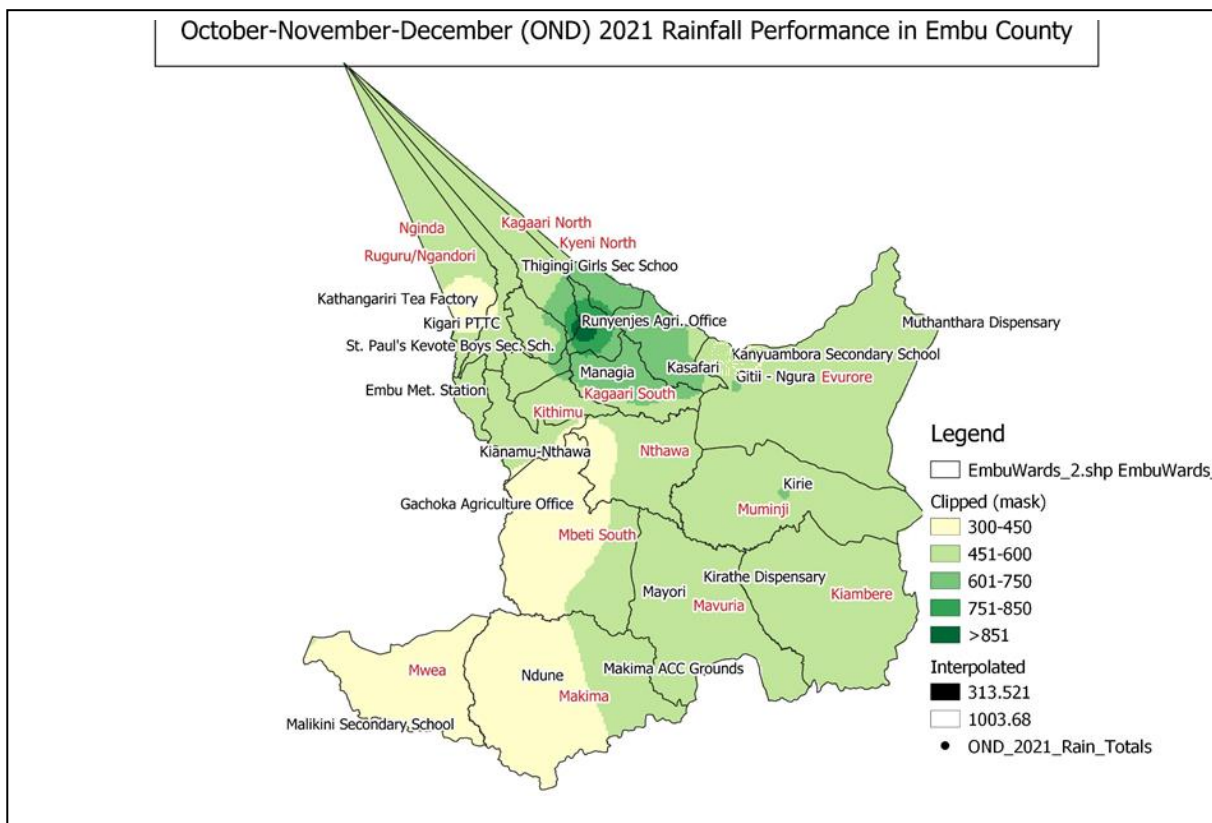 October-November-December (OND) 2021 Rainfall Performance in Embu County
Nginda
Kagaari North
Kyeni North
Ruguru/Ngandori
Thigingi Girls Sec Schoo
Kathangariri Tea Factory
Kigari PTTC
Runyenjes Agri. Office
Muthanthara Dispensary
St. Paul's Kevote Boys Sec. Sch.
Kanyuambora Secondary School
Managia
Kasafari
Gitii - Ngura
Evurore
Embu Met. Station
Kagaari South
Kithimu
Kianamu-Nthawa
Nthawa
Kirie
Gachoka Agriculture Office
Muminji
Mbeti South
Kirathe Dispensary
Mayori
Mavuria
Kiambere
Mwea
Ndune
Makima ACC Grounds
Makima
Malikini Secondary School
Legend
EmbuWards_2.shp EmbuWards_
Clipped (mask)
300-450
451-600
601-750
751-850
>851
Interpolated
313.521
1003.68
OND_2021_Rain_Totals